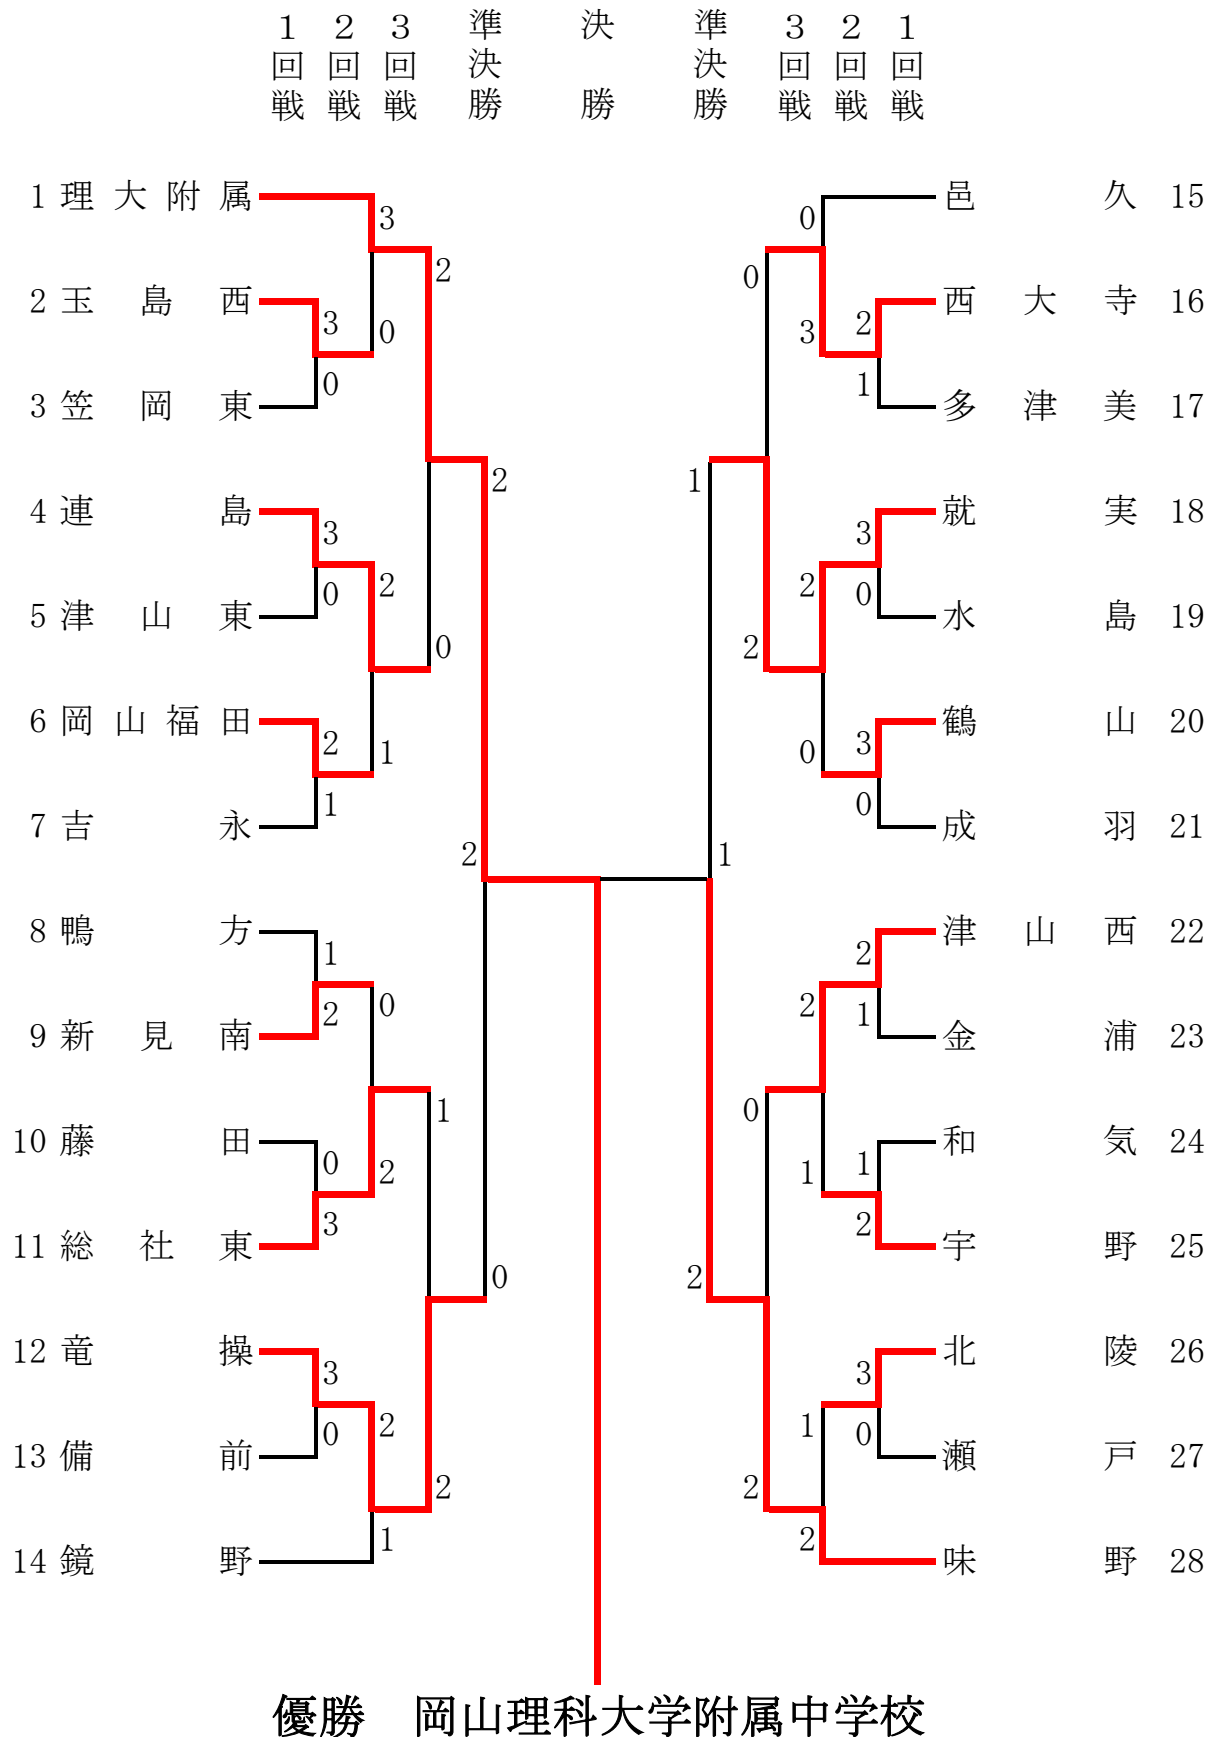 1回戦 2回戦 3回戦 準決勝 決勝 準決勝 3回戦 2回戦 1回戦
1 理大附属 3 0 邑久 15
2 0
2 玉島西 3 0 3 2 西大寺 16
0 1
3 笠岡東 多津美 17
2 1
4 連島 3 3 就実 18
2 2
5 津山東 0 0 水島 19
0 2
6 岡山福田 2 1 0 3 鶴山 20
1 0
7 吉永 成羽 21
2 1
8 鴨方 1 2 津山西 22
0 2
9 新見南 2 1 金浦 23
1 0
10 藤田 0 2 1 1 和気 24
3 2
11 総社東 宇野 25
0 2
12 竜操 3 3 北陵 26
2 1
13 備前 0 0 瀬戸 27
2 2
1 2
14 鏡野 味野 28
優勝 岡山理科大学附属中学校